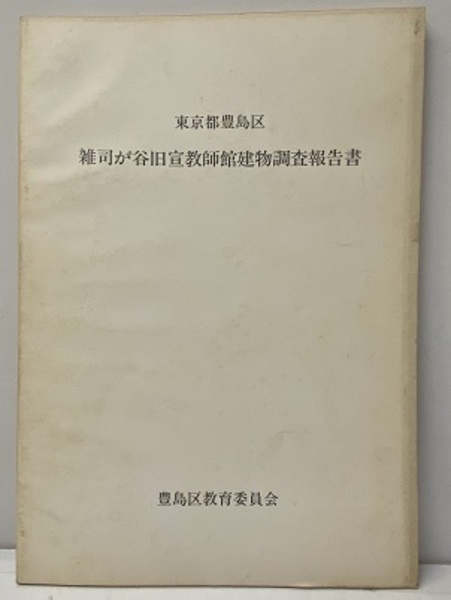 東京都豊島区
雑司が谷旧宣教師館建物調査報告書
豊島区教育委員会